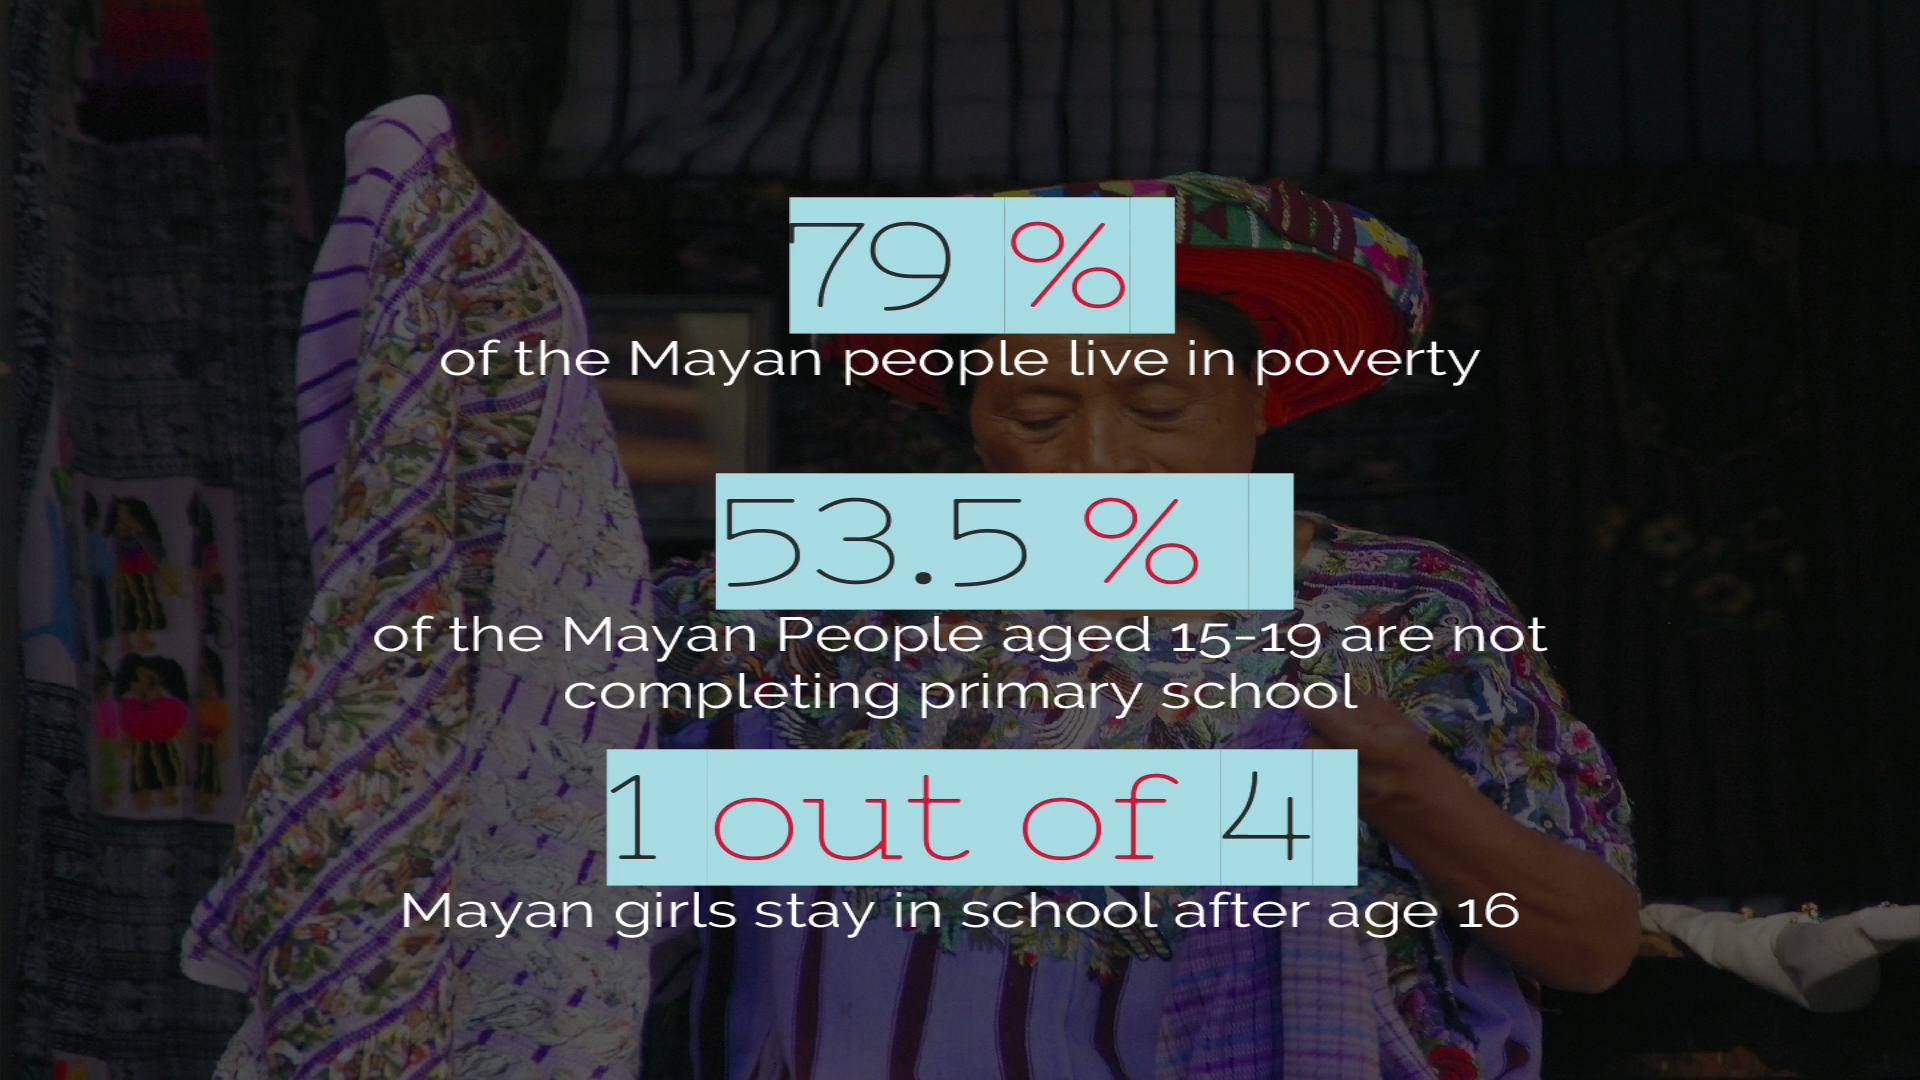 79 %
of the Mayan people live in poverty
53.5 %
of the Mayan People aged 15-19 are not
completing primary school
1 out of 4
Mayan girls stay in school after age 16